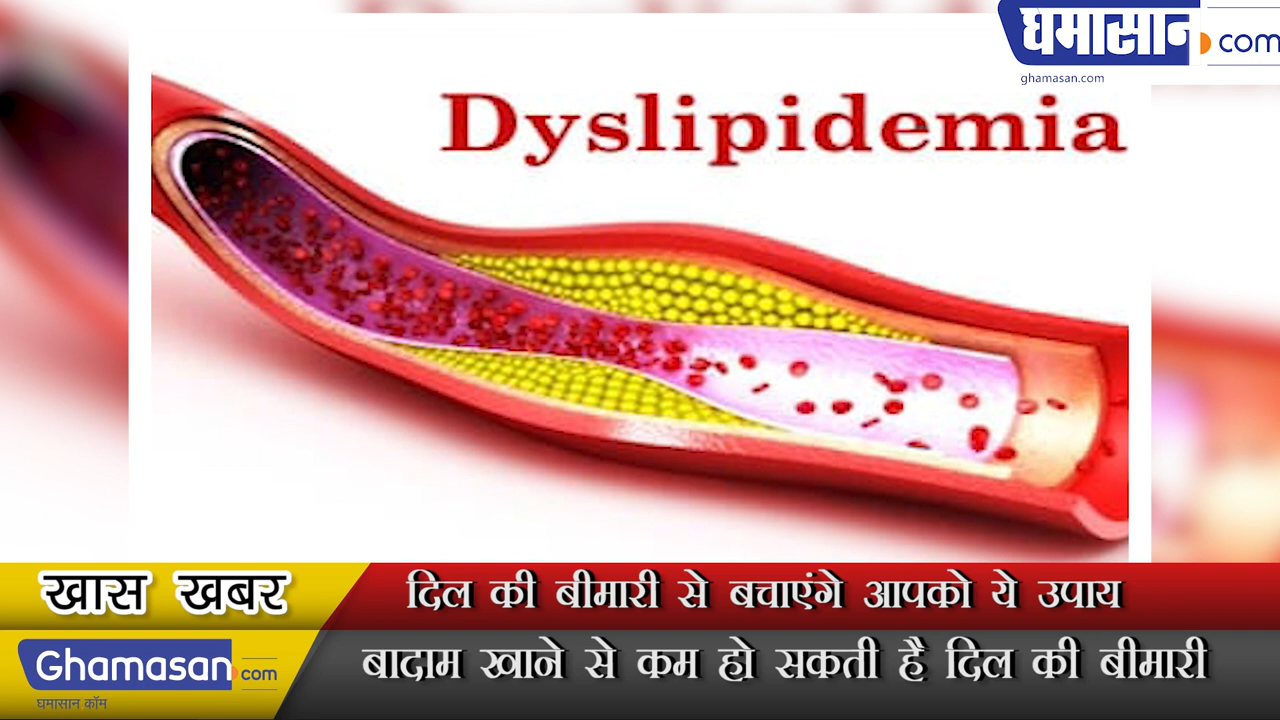 घमासान.com
ghamasan.com
Dyslipidemia
खास खबर
दिल की बीमारी से बचाएंगे आपको ये उपाय
Ghamasan.com
घमासान कॉम
बादाम खाने से कम हो सकती है दिल की बीमारी